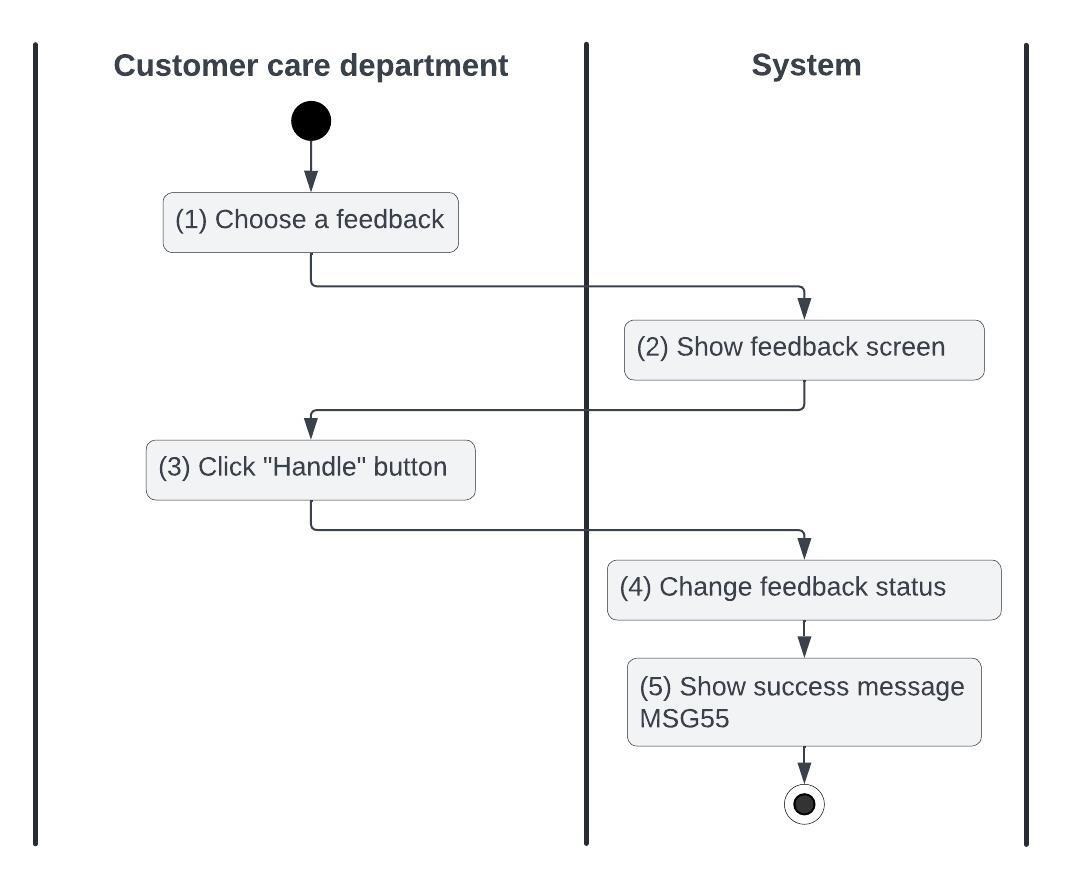 Customer care department
System
(1) Choose a feedback
(2) Show feedback screen
(3) Click "Handle" button
(4) Change feedback status
(5) Show success message
MSG55